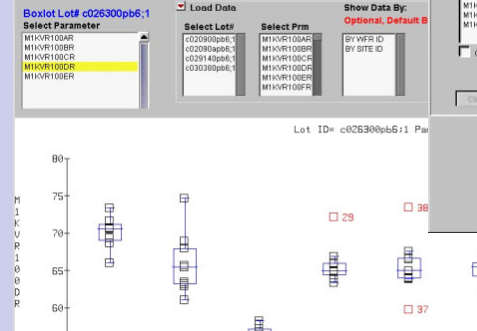 Boxlot Lot# c026300pb6;1
Select Parameter
M1KVR100AR
M1KVR100BR
M1KVR100CR
M1KVR100DR
M1KVR100ER
Load Data
Select Lot#
c020900pb6;1
c02090apb6;1
c029140pb6;1
c030380pb6;1
Select Prm
M1KVR100AR
M1KVR100BR
M1KVR100CR
M1KVR100DR
M1KVR100ER
M1KVR100FR
Show Data By:
Optional, Default B
BY WFR ID
BY SITE ID
Lot ID= c026300pb6;1 Par
M1KVR100DR
80
75
70
65
60
29
38
37